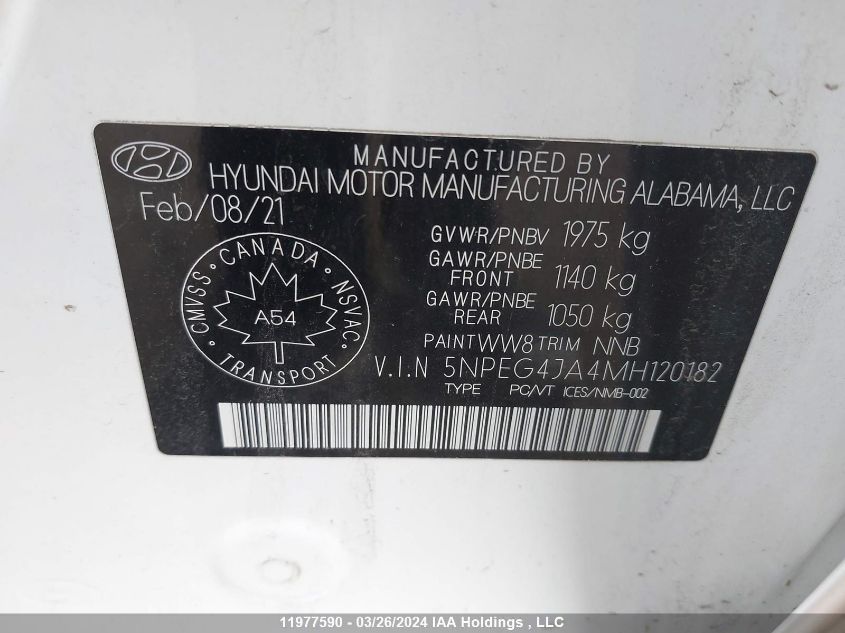 MANUFACTURED BY
HYUNDAI MOTOR MANUFACTURING ALABAMA, LLC
Feb/08/21
GVWR/PNBV 1975 kg
GAWR/PNBE FRONT 1140 kg
GAWR/PNBE REAR 1050 kg
PAINT WW8 TRIM NNB
V.I.N 5NPEG4JA4MH120182
TYPE PC/VT ICES/NMB-002
CMVSS • CANADA • NSVAC • TRANSPORT •
A54
11977590 - 03/26/2024 IAA Holdings , LLC